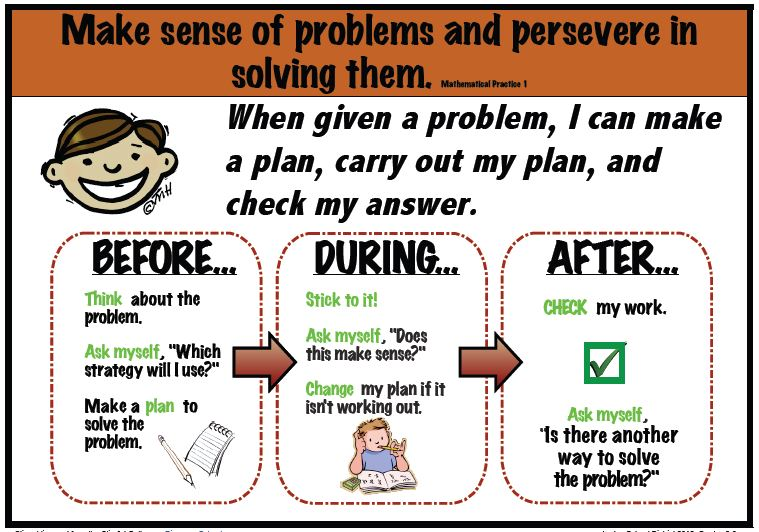 Make sense of problems and persevere in
solving them. Mathematical Practice 1
When given a problem, I can make
a plan, carry out my plan, and
check my answer.
©MH
BEFORE...
Think about the
problem.
Ask myself, "Which
strategy will I use?"
Make a plan to
solve the
problem.
DURING...
Stick to it!
Ask myself, "Does
this make sense?"
Change my plan if it
isn't working out.
AFTER...
CHECK my work.
Ask myself,
"Is there another
way to solve
the problem?"